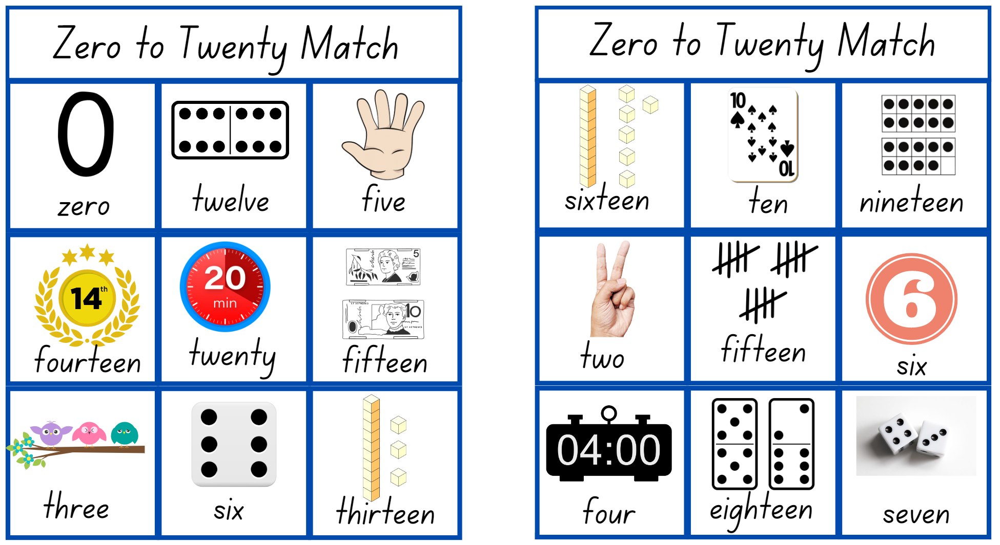 Zero to Twenty Match
0
zero
twelve
five
14th
fourteen
20
min
twenty
5
10
fifteen
three
six
thirteen
Zero to Twenty Match
sixteen
10
10
ten
nineteen
two
fifteen
6
six
04:00
four
eighteen
seven